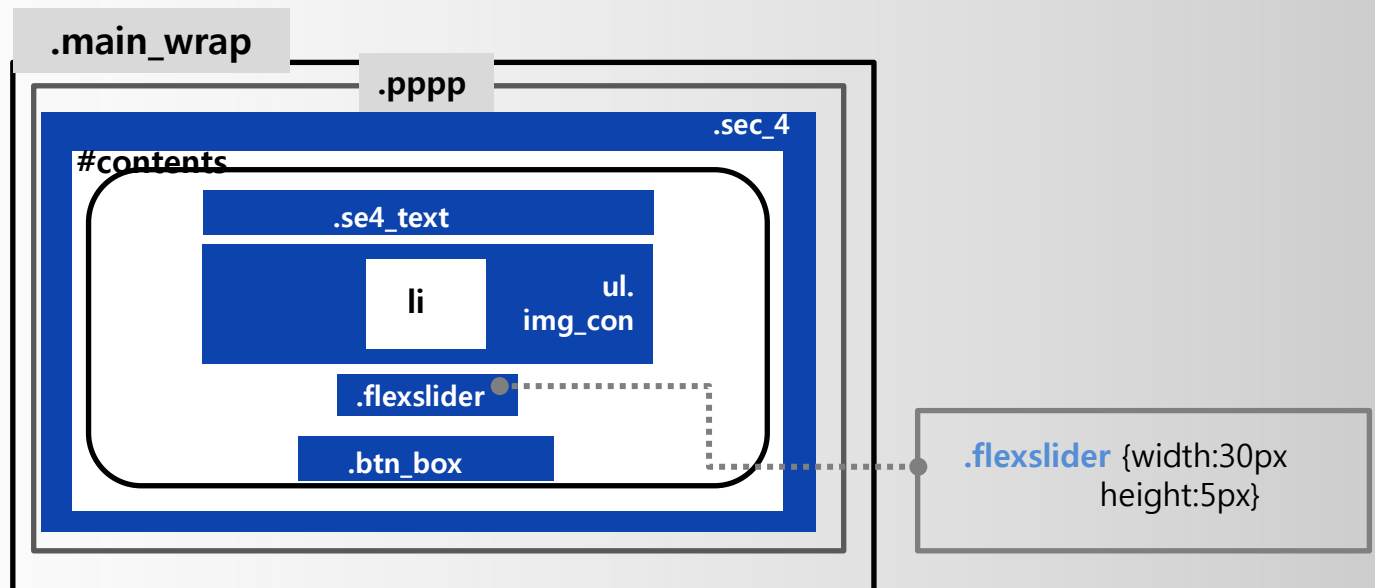 .main_wrap
.pppp
.sec_4
#contents
.se4_text
li
ul.
img_con
.flexslider
.btn_box
.flexslider {width:30px
height:5px}